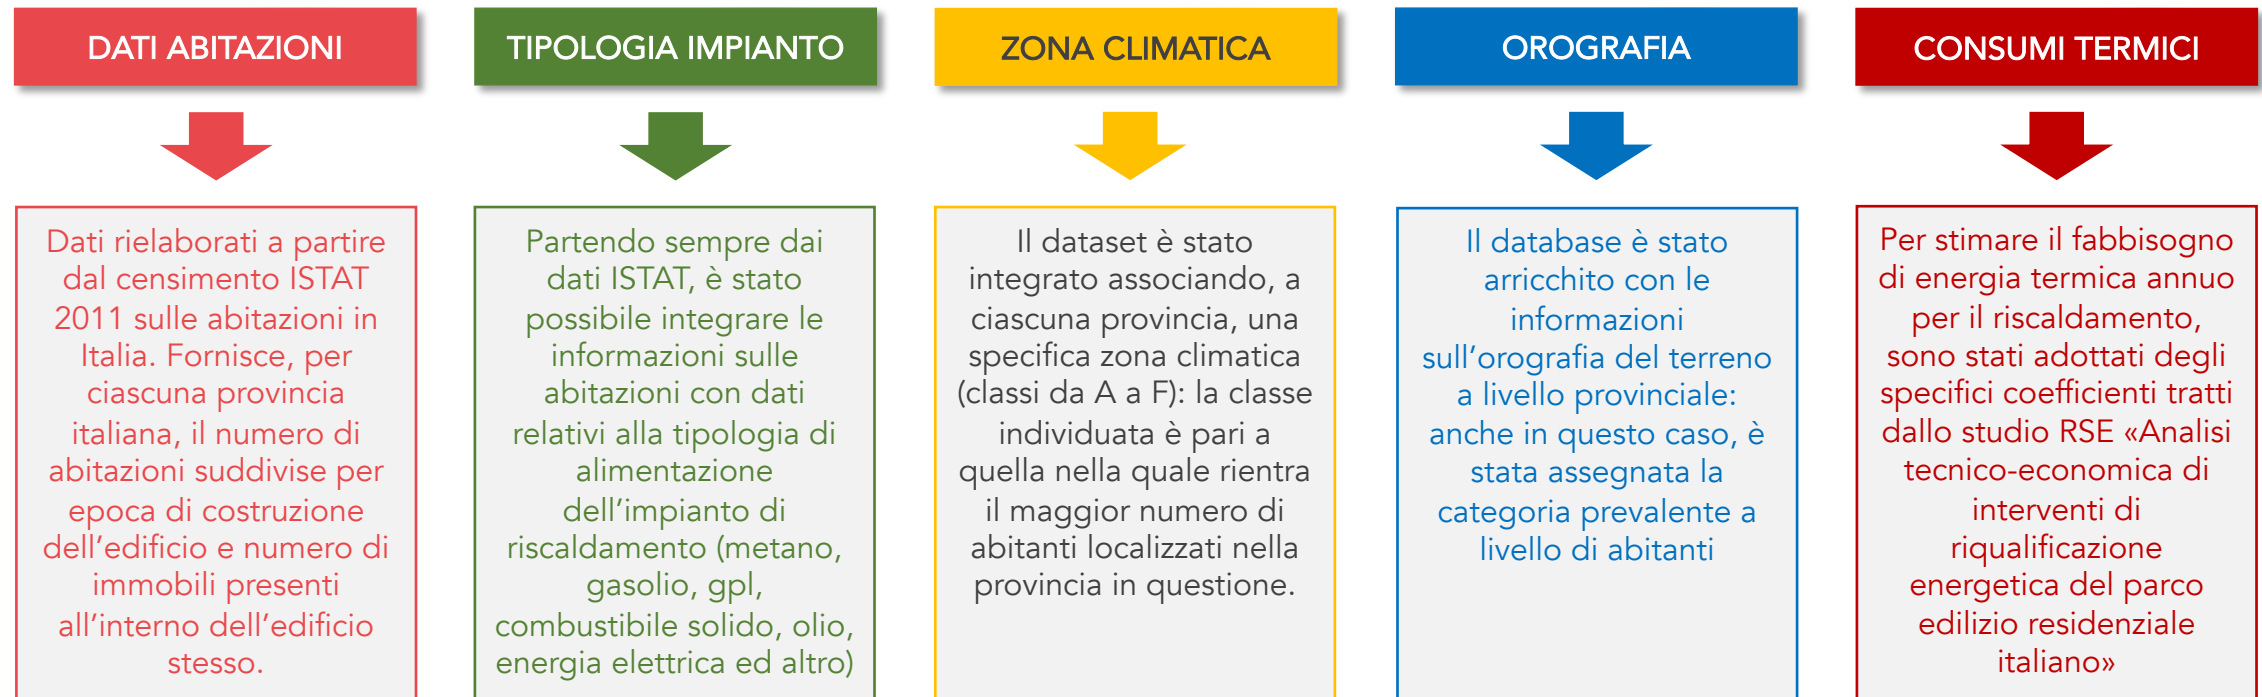 DATI ABITAZIONI
Dati rielaborati a partire
dal censimento ISTAT
2011 sulle abitazioni in
Italia. Fornisce, per
ciascuna provincia
italiana, il numero di
abitazioni suddivise per
epoca di costruzione
dell’edificio e numero di
immobili presenti
all’interno dell’edificio
stesso.
TIPOLOGIA IMPIANTO
Partendo sempre dai
dati ISTAT, è stato
possibile integrare le
informazioni sulle
abitazioni con dati
relativi alla tipologia di
alimentazione
dell’impianto di
riscaldamento (metano,
gasolio, gpl,
combustibile solido, olio,
energia elettrica ed altro)
ZONA CLIMATICA
Il dataset è stato
integrato associando, a
ciascuna provincia, una
specifica zona climatica
(classi da A a F): la classe
individuata è pari a
quella nella quale rientra
il maggior numero di
abitanti localizzati nella
provincia in questione.
OROGRAFIA
Il database è stato
arricchito con le
informazioni
sull’orografia del terreno
a livello provinciale:
anche in questo caso, è
stata assegnata la
categoria prevalente a
livello di abitanti
CONSUMI TERMICI
Per stimare il fabbisogno
di energia termica annuo
per il riscaldamento,
sono stati adottati degli
specifici coefficienti tratti
dallo studio RSE «Analisi
tecnico-economica di
interventi di
riqualificazione
energetica del parco
edilizio residenziale
italiano»